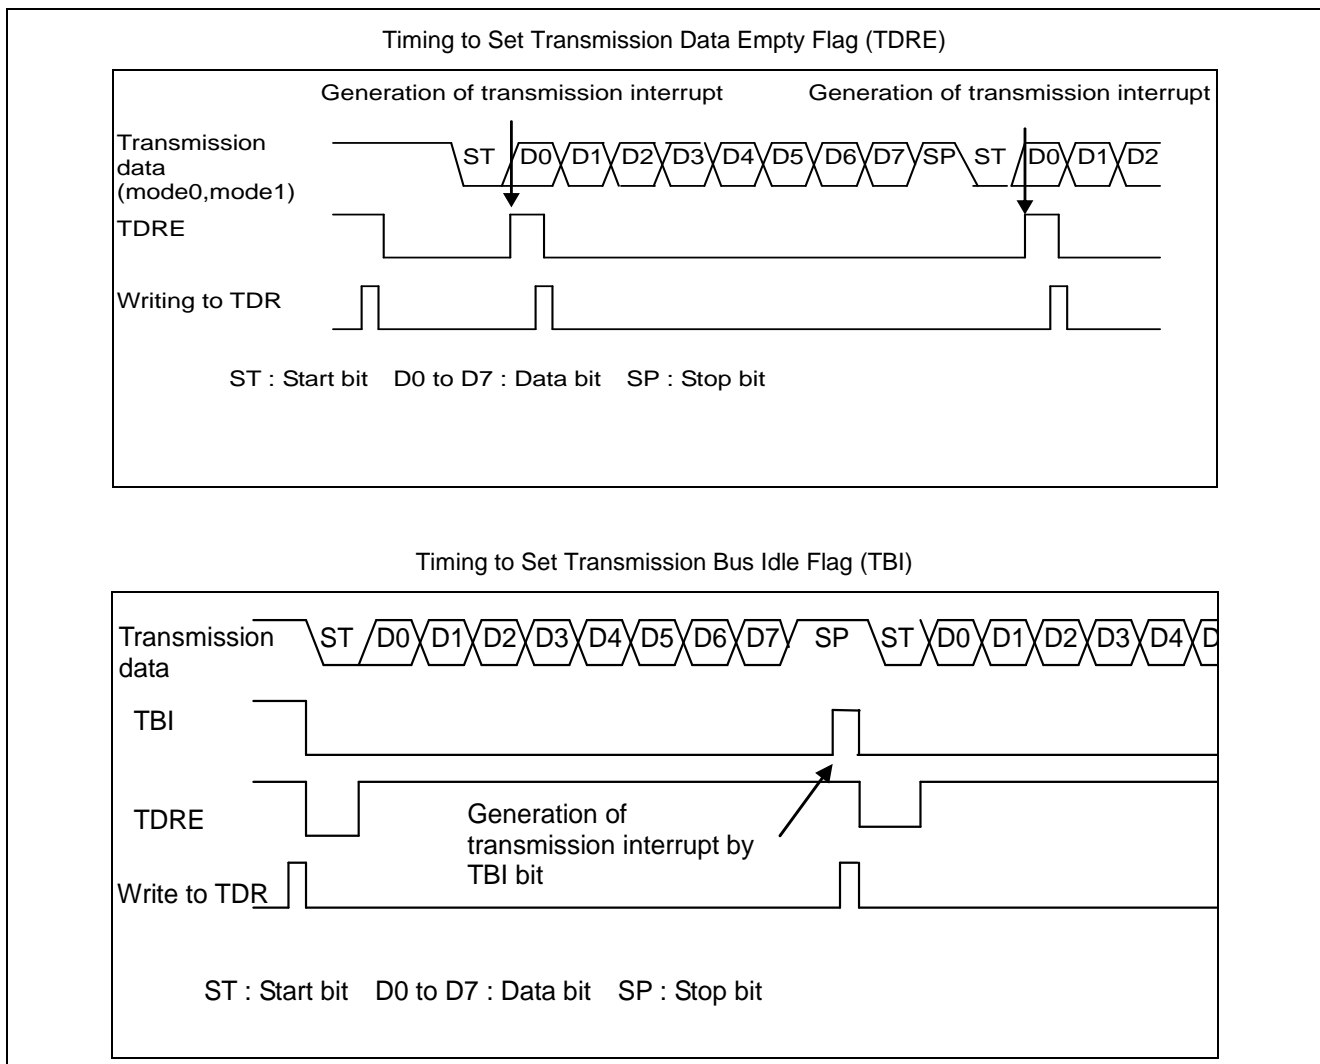 Timing to Set Transmission Data Empty Flag (TDRE)
Generation of transmission interrupt Generation of transmission interrupt
Transmission
data
(mode0,mode1)
ST D0 D1 D2 D3 D4 D5 D6 D7 SP ST D0 D1 D2
TDRE
Writing to TDR
ST : Start bit D0 to D7 : Data bit SP : Stop bit
Timing to Set Transmission Bus Idle Flag (TBI)
Transmission
data
ST D0 D1 D2 D3 D4 D5 D6 D7 SP ST D0 D1 D2 D3 D4 D
TBI
TDRE
Generation of
transmission interrupt by
TBI bit
Write to TDR
ST : Start bit D0 to D7 : Data bit SP : Stop bit